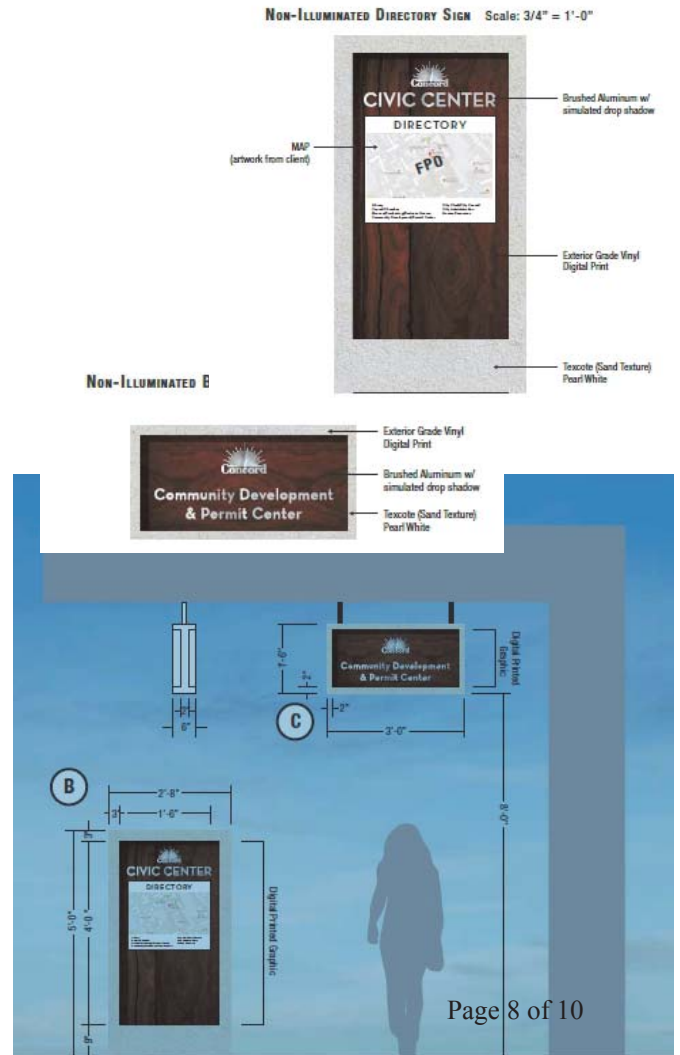 NON-ILLUMINATED DIRECTORY SIGN Scale: 3/4" = 1'-0"
Concord
CIVIC CENTER
DIRECTORY
FPO
Brushed Aluminum w/
simulated drop shadow
MAP
(artwork from client)
Exterior Grade Vinyl
Digital Print
Texcote (Sand Texture)
Pearl White
NON-ILLUMINATED B
Concord
Community Development
& Permit Center
Exterior Grade Vinyl
Digital Print
Brushed Aluminum w/
simulated drop shadow
Texcote (Sand Texture)
Pearl White
1'-6"
2"
2"
6"
Concord
Community Development
& Permit Center
Digital Printed
Graphic
C
2"
3'-0"
8'-0"
B
2'-8"
3"
1'-6"
3"
5'-0"
4'-0"
9"
CIVIC CENTER
DIRECTORY
Digital Printed Graphic
Page 8 of 10